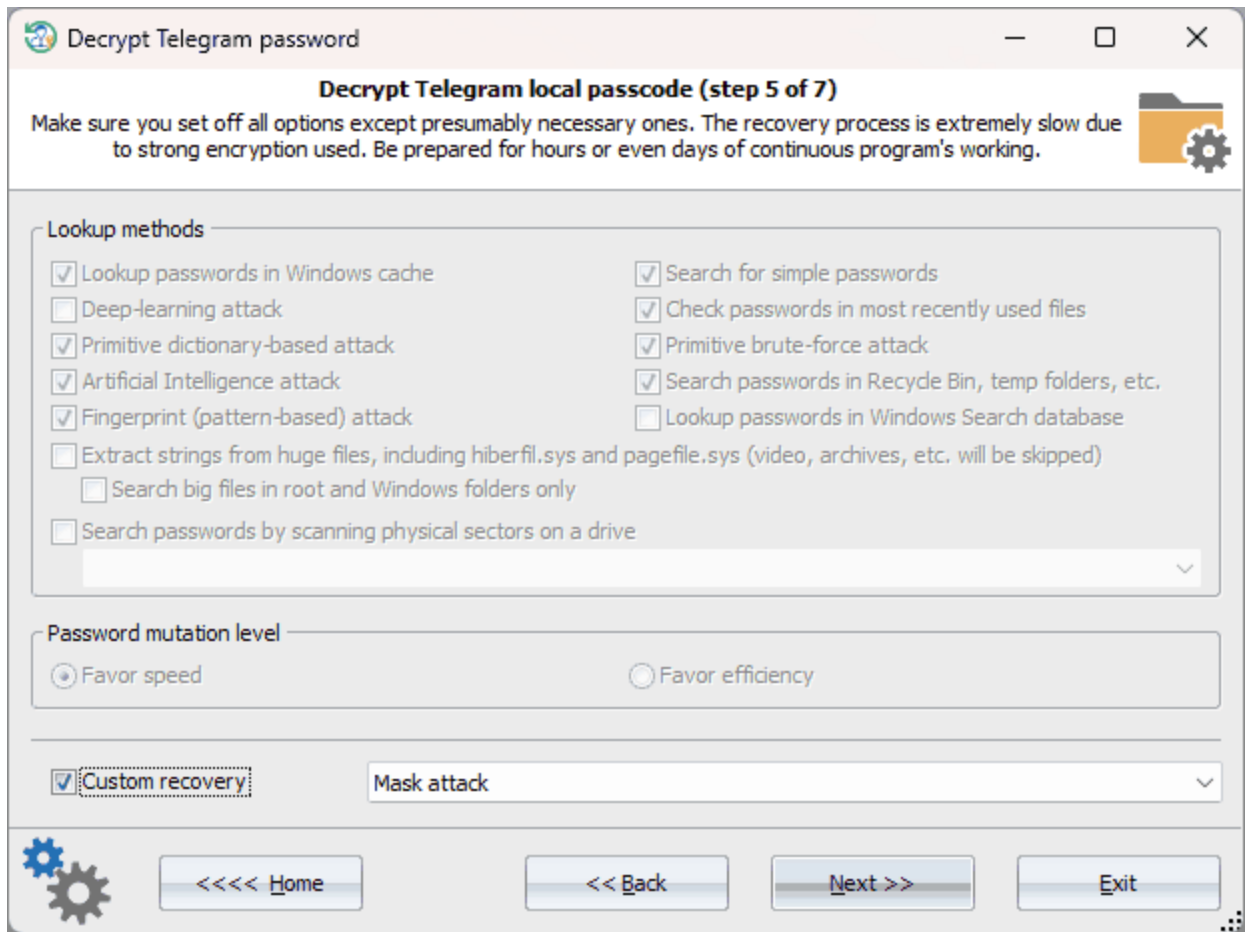 Decrypt Telegram password
Decrypt Telegram local passcode (step 5 of 7)
Make sure you set off all options except presumably necessary ones. The recovery process is extremely slow due
to strong encryption used. Be prepared for hours or even days of continuous program's working.
Lookup methods
Lookup passwords in Windows cache
Search for simple passwords
Deep-learning attack
Check passwords in most recently used files
Primitive dictionary-based attack
Primitive brute-force attack
Artificial Intelligence attack
Search passwords in Recycle Bin, temp folders, etc.
Fingerprint (pattern-based) attack
Lookup passwords in Windows Search database
Extract strings from huge files, including hiberfil.sys and pagefile.sys (video, archives, etc. will be skipped)
Search big files in root and Windows folders only
Search passwords by scanning physical sectors on a drive
Password mutation level
Favor speed
Favor efficiency
Custom recovery
Mask attack
<<<< Home
<< Back
Next >>
Exit